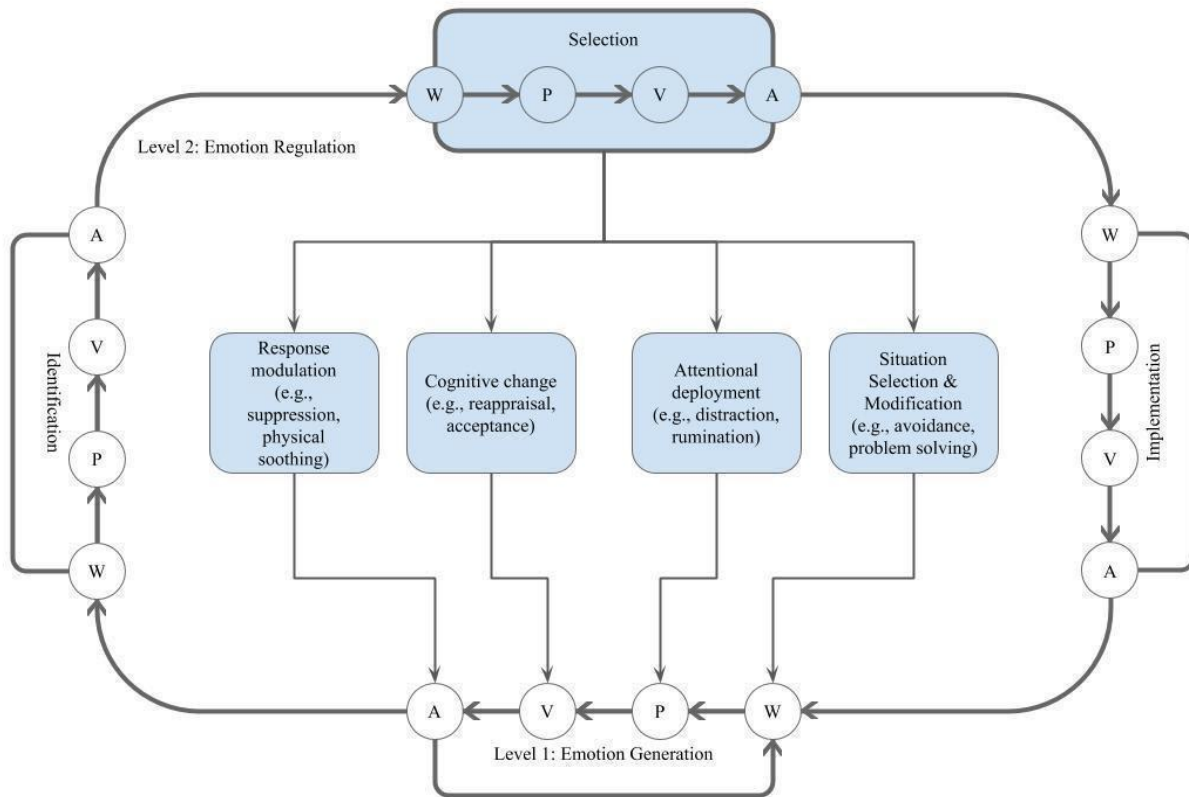 Selection
W
P
V
A
Level 2: Emotion Regulation
A
V
P
W
Identification
W
P
V
A
Implementation
Response
modulation
(e.g.,
suppression,
physical
soothing)
Cognitive change
(e.g., reappraisal,
acceptance)
Attentional
deployment
(e.g., distraction,
rumination)
Situation
Selection &
Modification
(e.g., avoidance,
problem solving)
A
V
P
W
Level 1: Emotion Generation